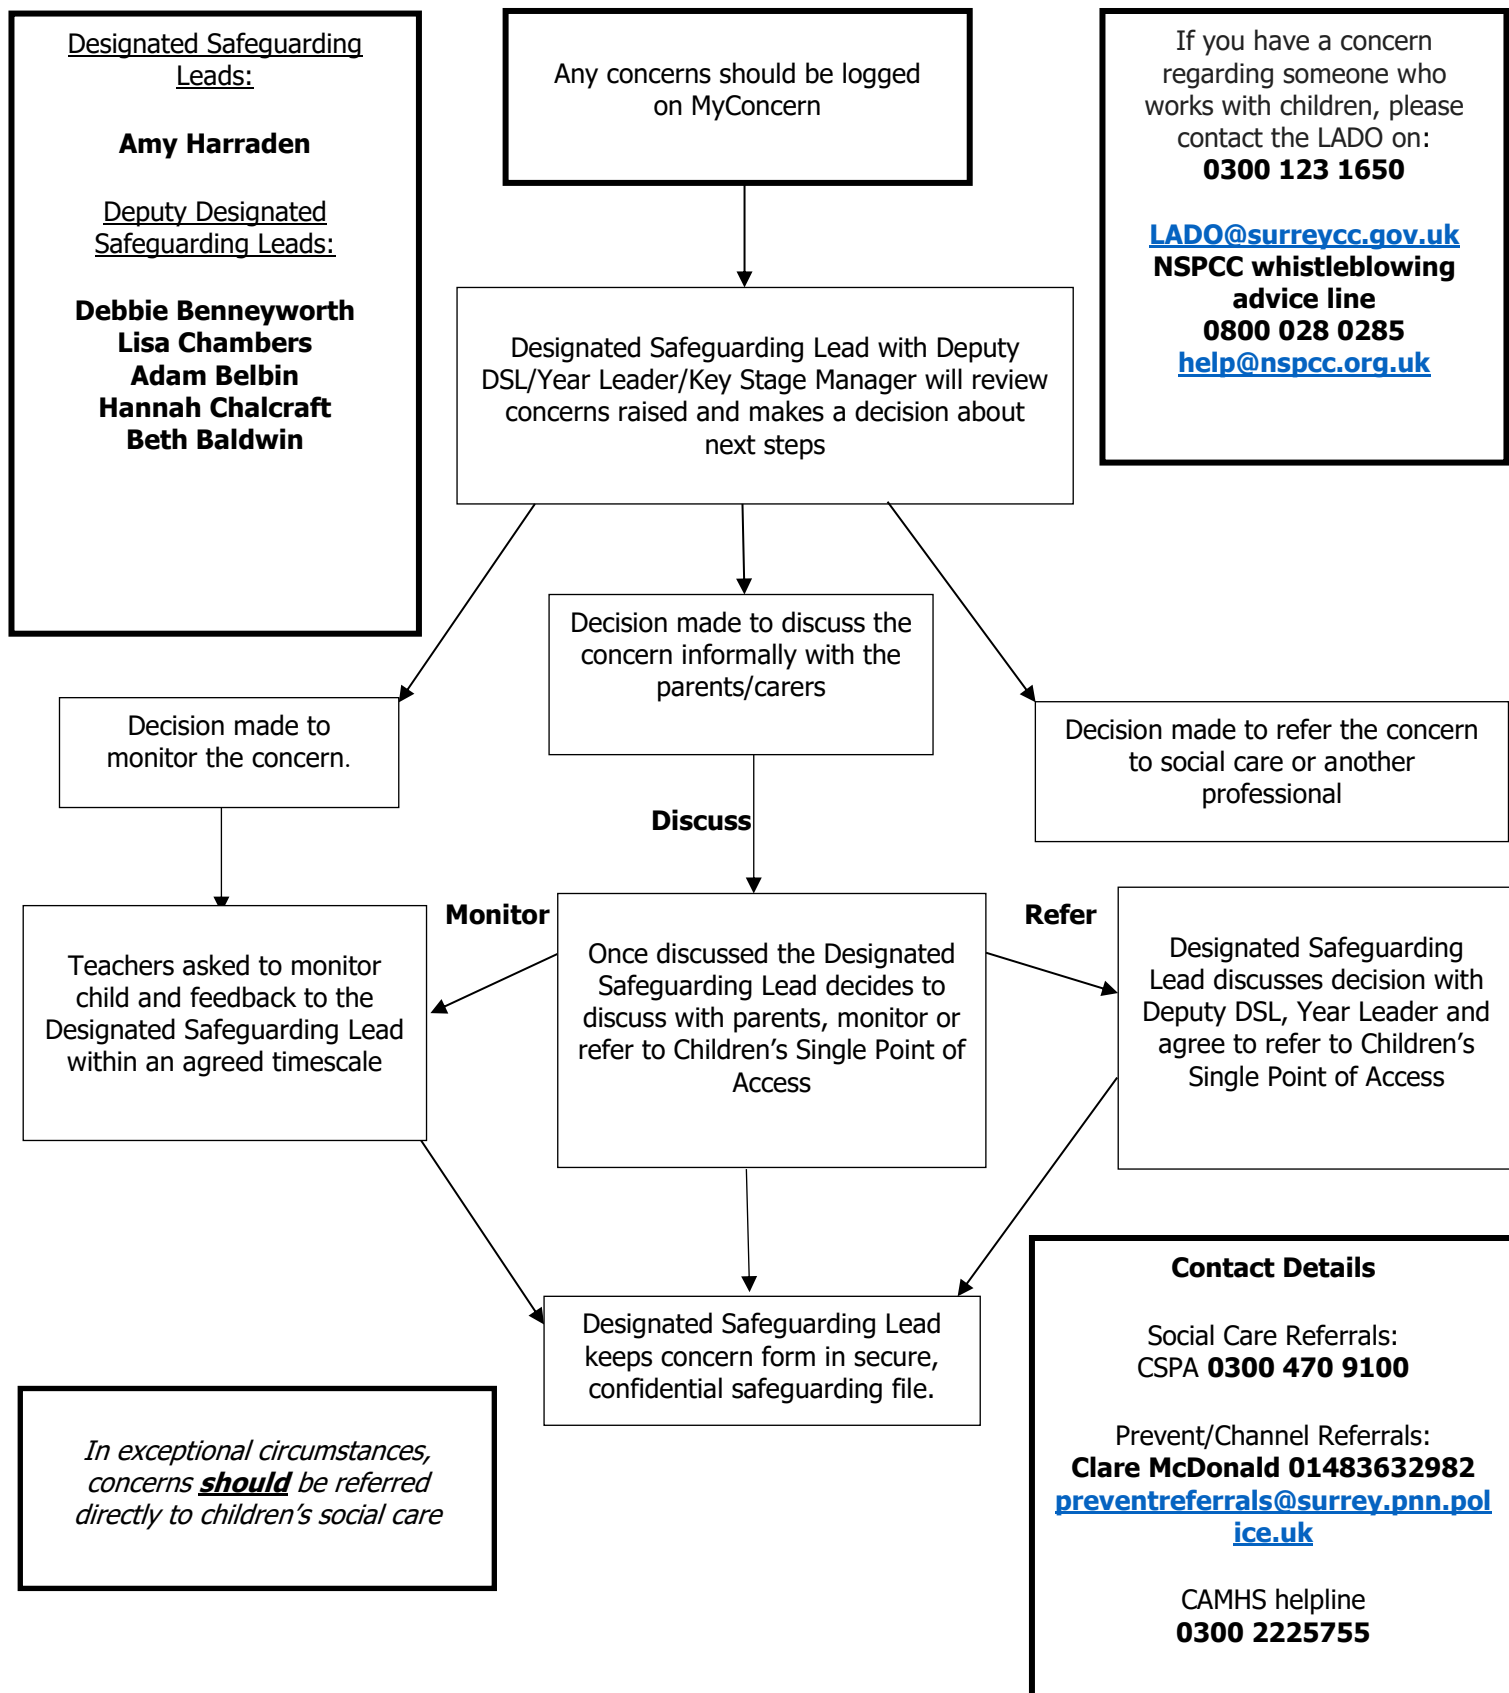 Designated Safeguarding
Leads:
Amy Harraden
Deputy Designated
Safeguarding Leads:
Debbie Benneyworth
Lisa Chambers
Adam Belbin
Hannah Chalcraft
Beth Baldwin
Any concerns should be logged
on MyConcern
If you have a concern
regarding someone who
works with children, please
contact the LADO on:
0300 123 1650
LADO@surreycc.gov.uk
NSPCC whistleblowing
advice line
0800 028 0285
help@nspcc.org.uk
Designated Safeguarding Lead with Deputy
DSL/Year Leader/Key Stage Manager will review
concerns raised and makes a decision about
next steps
Decision made to
monitor the concern.
Decision made to discuss the
concern informally with the
parents/carers
Decision made to refer the concern
to social care or another
professional
Discuss
Monitor
Refer
Teachers asked to monitor
child and feedback to the
Designated Safeguarding Lead
within an agreed timescale
Once discussed the Designated
Safeguarding Lead decides to
discuss with parents, monitor or
refer to Children’s Single Point of
Access
Designated Safeguarding
Lead discusses decision with
Deputy DSL, Year Leader and
agree to refer to Children’s
Single Point of Access
Designated Safeguarding Lead
keeps concern form in secure,
confidential safeguarding file.
In exceptional circumstances,
concerns should be referred
directly to children’s social care
Contact Details
Social Care Referrals:
CSPA 0300 470 9100
Prevent/Channel Referrals:
Clare McDonald 01483632982
preventreferrals@surrey.pnn.pol
ice.uk
CAMHS helpline
0300 2225755